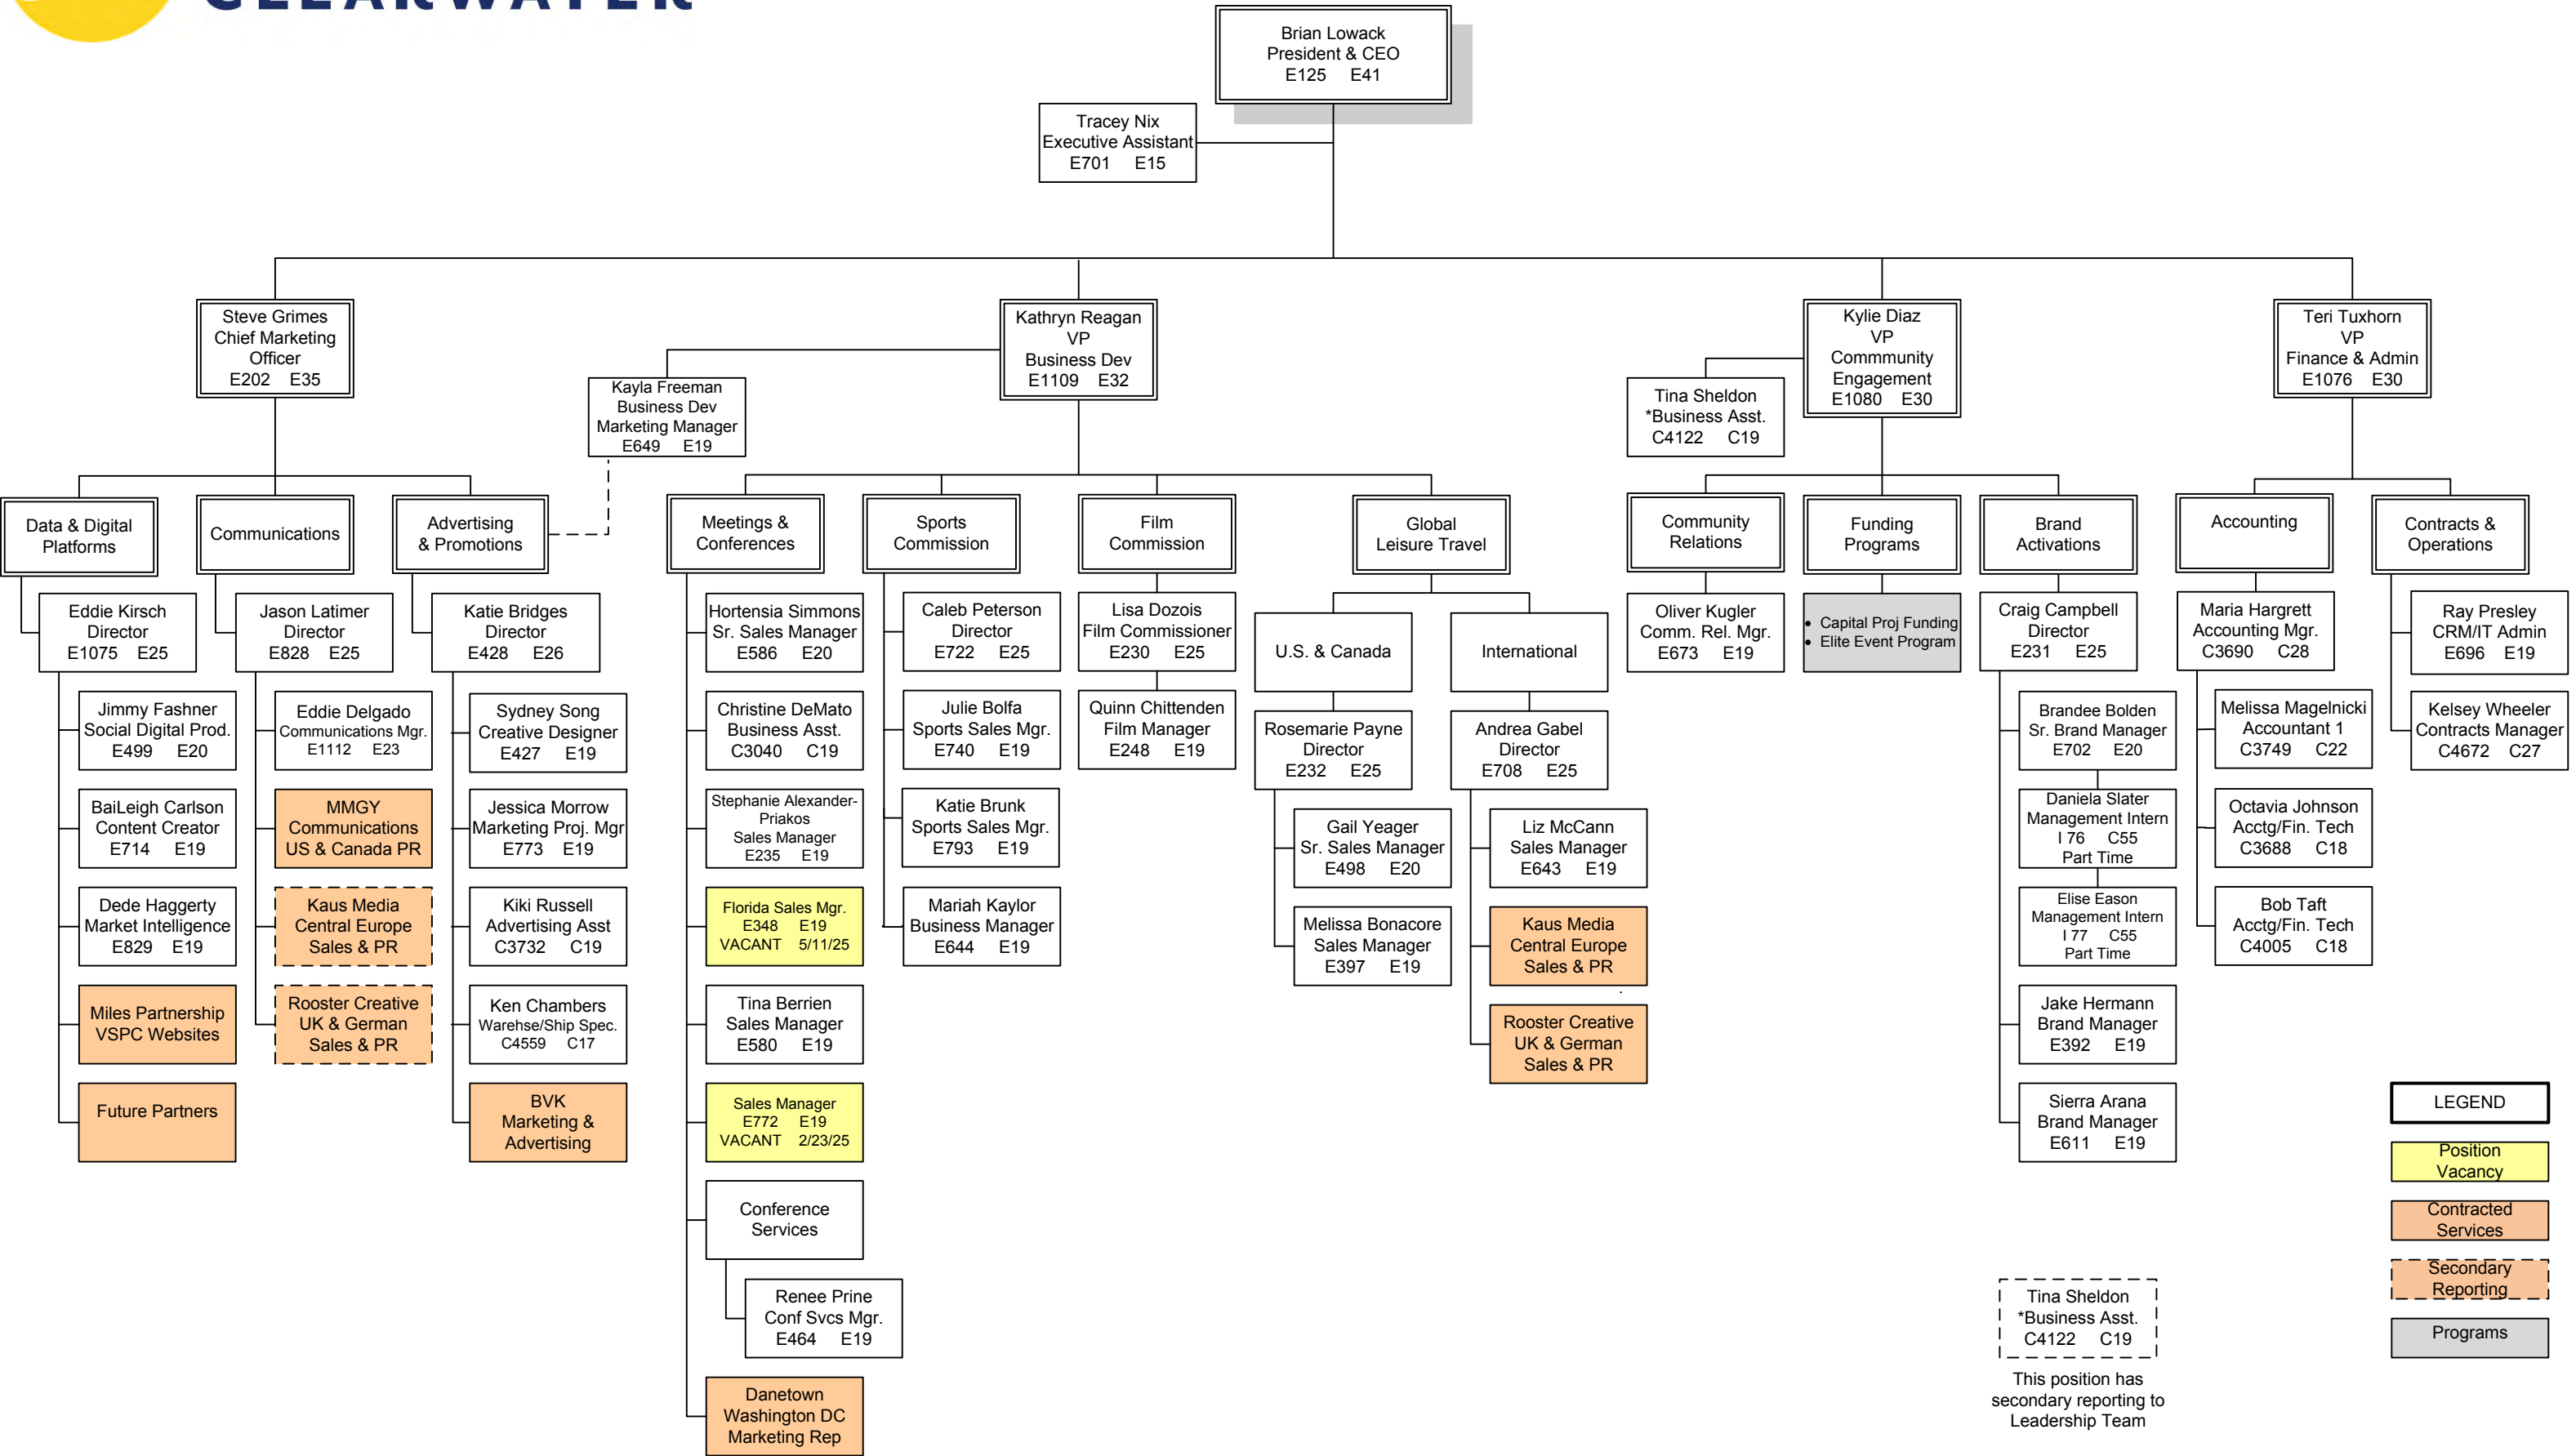 CLEARWATER
Brian Lowack
President & CEO
E125 E41
Tracey Nix
Executive Assistant
E701 E15
Steve Grimes
Chief Marketing
Officer
E202 E35
Kathryn Reagan
VP
Business Dev
E1109 E32
Kylie Diaz
VP
Commmunity
Engagement
E1080 E30
Teri Tuxhorn
VP
Finance & Admin
E1076 E30
Kayla Freeman
Business Dev
Marketing Manager
E649 E19
Tina Sheldon
*Business Asst.
C4122 C19
Data & Digital
Platforms
Communications
Advertising
& Promotions
Meetings &
Conferences
Sports
Commission
Film
Commission
Global
Leisure Travel
Community
Relations
Funding
Programs
Brand
Activations
Accounting
Contracts &
Operations
Eddie Kirsch
Director
E1075 E25
Jimmy Fashner
Social Digital Prod.
E499 E20
BaiLeigh Carlson
Content Creator
E714 E19
Dede Haggerty
Market Intelligence
E829 E19
Miles Partnership
VSPC Websites
Future Partners
Jason Latimer
Director
E828 E25
Eddie Delgado
Communications Mgr.
E1112 E23
MMGY
Communications
US & Canada PR
Kaus Media
Central Europe
Sales & PR
Rooster Creative
UK & German
Sales & PR
Katie Bridges
Director
E428 E26
Sydney Song
Creative Designer
E427 E19
Jessica Morrow
Marketing Proj. Mgr
E773 E19
Kiki Russell
Advertising Asst
C3732 C19
Ken Chambers
Warehse/Ship Spec.
C4559 C17
BVK
Marketing &
Advertising
Hortensia Simmons
Sr. Sales Manager
E586 E20
Christine DeMato
Business Asst.
C3040 C19
Stephanie Alexander-
Priakos
Sales Manager
E235 E19
Florida Sales Mgr.
E348 E19
VACANT 5/11/25
Tina Berrien
Sales Manager
E580 E19
Sales Manager
E772 E19
VACANT 2/23/25
Conference
Services
Renee Prine
Conf Svcs Mgr.
E464 E19
Danetown
Washington DC
Marketing Rep
Caleb Peterson
Director
E722 E25
Julie Bolfa
Sports Sales Mgr.
E740 E19
Katie Brunk
Sports Sales Mgr.
E793 E19
Mariah Kaylor
Business Manager
E644 E19
Lisa Dozois
Film Commissioner
E230 E25
Quinn Chittenden
Film Manager
E248 E19
U.S. & Canada
Rosemarie Payne
Director
E232 E25
Gail Yeager
Sr. Sales Manager
E498 E20
Melissa Bonacore
Sales Manager
E397 E19
International
Andrea Gabel
Director
E708 E25
Liz McCann
Sales Manager
E643 E19
Kaus Media
Central Europe
Sales & PR
Rooster Creative
UK & German
Sales & PR
Oliver Kugler
Comm. Rel. Mgr.
E673 E19
• Capital Proj Funding
• Elite Event Program
Craig Campbell
Director
E231 E25
Brandee Bolden
Sr. Brand Manager
E702 E20
Daniela Slater
Management Intern
I 76 C55
Part Time
Elise Eason
Management Intern
I 77 C55
Part Time
Jake Hermann
Brand Manager
E392 E19
Sierra Arana
Brand Manager
E611 E19
Maria Hargrett
Accounting Mgr.
C3690 C28
Melissa Magelnicki
Accountant 1
C3749 C22
Octavia Johnson
Acctg/Fin. Tech
C3688 C18
Bob Taft
Acctg/Fin. Tech
C4005 C18
Ray Presley
CRM/IT Admin
E696 E19
Kelsey Wheeler
Contracts Manager
C4672 C27
LEGEND
Position
Vacancy
Contracted
Services
Secondary
Reporting
Programs
Tina Sheldon
*Business Asst.
C4122 C19
This position has
secondary reporting to
Leadership Team